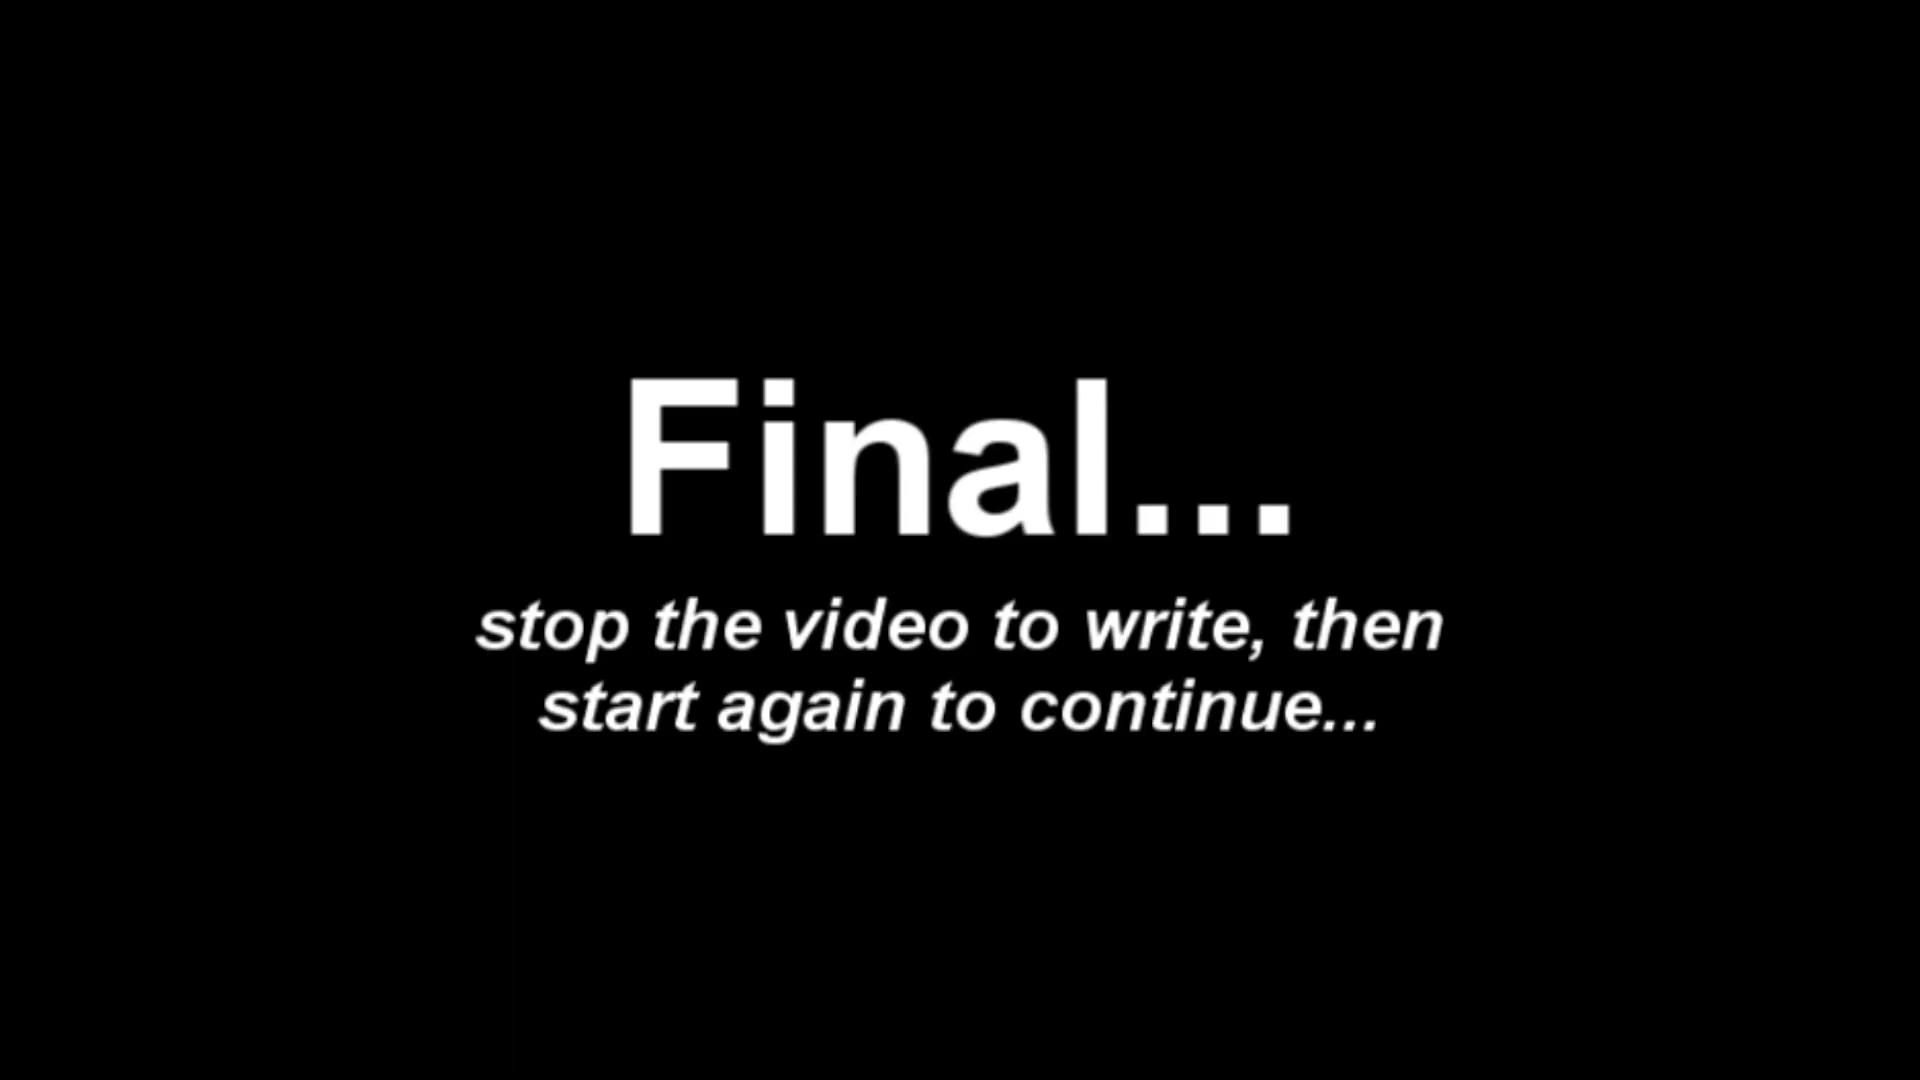 Final...
stop the video to write, then
start again to continue...